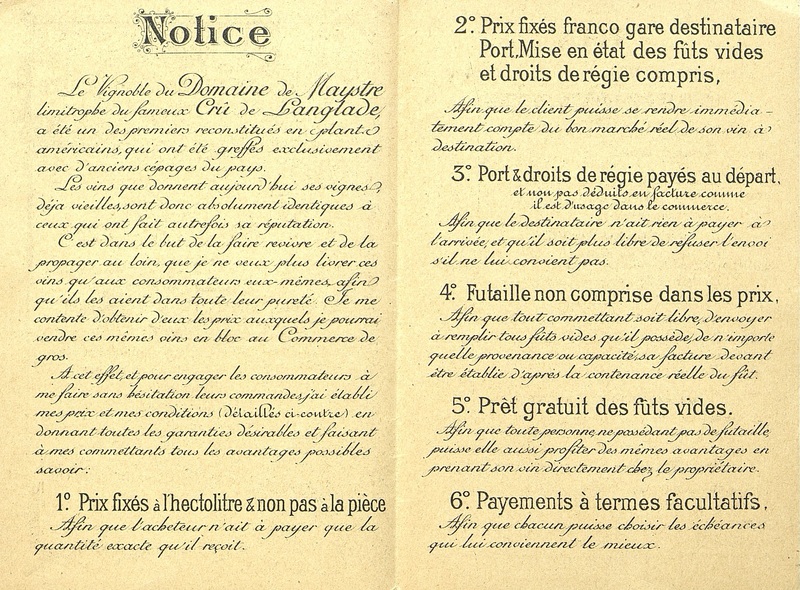 Notice
Le Vignoble du Domaine de Maystre
limitrophe du fameux Crû de Langlade,
a été un des premiers reconstitués en plants
américains, qui ont été greffés exclusivement
avec d'anciens cépages du pays.
Les vins que donnent aujourd'hui ses vignes,
déja vieilles, sont donc absolument identiques à
ceux qui ont fait autrefois sa réputation.
C'est dans le but de la faire revivre et de la
propager au loin, que je ne veux plus livrer ces
vins qu'aux consommateurs eux-mêmes, afin
qu'ils les aient dans toute leur pureté. Je me
contente d'obtenir d'eux les prix auxquels je pourrai
vendre ces mêmes vins en bloc au Commerce de
gros.
A cet effet, et pour engager les consommateurs à
me faire sans hésitation leurs commandes, j'ai établi
mes prix et mes conditions (détaillés ci-contre) en
donnant toutes les garanties désirables et faisant
à mes commettants tous les avantages possibles
savoir:
1º. Prix fixés à l'hectolitre & non pas à la pièce
Afin que l'acheteur n'ait à payer que la
quantité exacte qu'il reçoit.
2º. Prix fixés franco gare destinataire
Port, Mise en état des fûts vides
et droits de régie compris,
Afin que le client puisse se rendre immédia-
tement compte du bon marché réel de son vin à
destination.
3º. Port & droits de régie payés au départ,
et non pas déduits en facture comme
il est d'usage dans le commerce.
Afin que le destinataire n'ait rien à payer à
l'arrivée, et qu'il soit plus libre de refuser l'envoi
s'il ne lui convient pas.
4º. Futaille non comprise dans les prix,
Afin que tout commettant soit libre, d'envoyer
à remplir tous fûts vides qu'il possède, de n'importe
quelle provenance ou capacité, sa facture devant
être établie d'après la contenance réelle du fût.
5º. Prêt gratuit des fûts vides.
Afin que toute personne, ne possédant pas de futaille,
puisse elle aussi profiter des mêmes avantages en
prenant son vin directement chez le propriétaire.
6º. Payements à termes facultatifs,
Afin que chacun puisse choisir les échéances
qui lui conviennent le mieux.